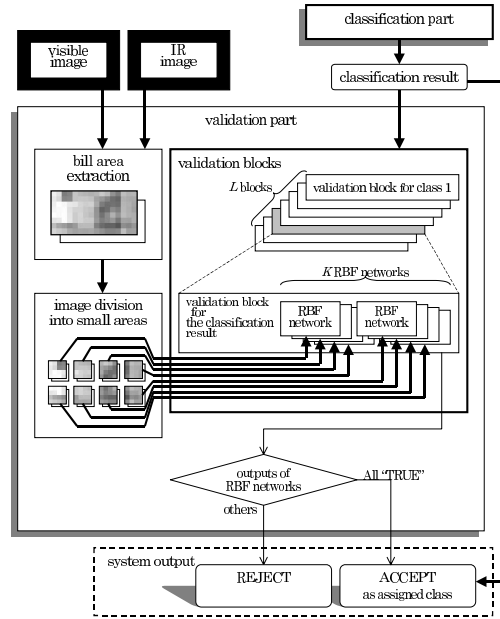 classification part
visible
image
IR
image
classification result
validation part
bill area
extraction
validation blocks
L blocks
validation block for class 1
K RBF networks
image division
into small areas
validation block
for
the classification
result
RBF
network
RBF
network
outputs of
RBF networks
All “TRUE”
others
system output
REJECT
ACCEPT
as assigned class